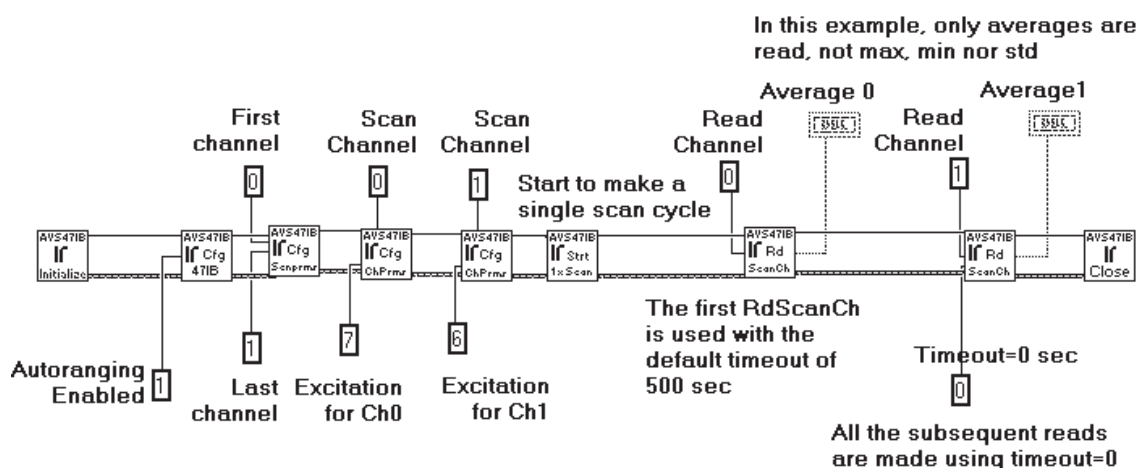 In this example, only averages are
read, not max, min nor std
Average 0
Average1
First
channel
Scan
Channel
Scan
Channel
Read
Channel
Read
Channel
0
0
1
0
1
Start to make a
single scan cycle
AVS47IB
Initialize
AVS47IB
Cfg
47IB
AVS47IB
Cfg
Scnprmr
AVS47IB
Cfg
ChPrmr
AVS47IB
Cfg
ChPrmr
AVS47IB
Strt
1x Scan
AVS47IB
Rd
ScanCh
AVS47IB
Rd
ScanCh
AVS47IB
Close
Autoranging
Enabled
1
1
Last
channel
7
Excitation
for Ch0
6
Excitation
for Ch1
The first RdScanCh
is used with the
default timeout of
500 sec
Timeout=0 sec
0
All the subsequent reads
are made using timeout=0